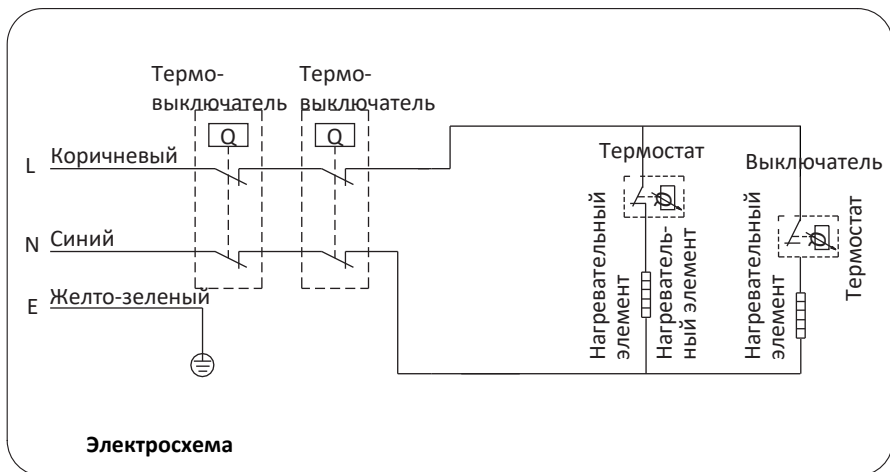 Термо-
выключатель
Термо-
выключатель
Q
Q
L
Коричневый
N
Синий
E
Желто-зеленый
Термостат
Выключатель
Нагревательный
элемент
Нагреватель-
ный элемент
Нагревательный
элемент
Термостат
Электросхема